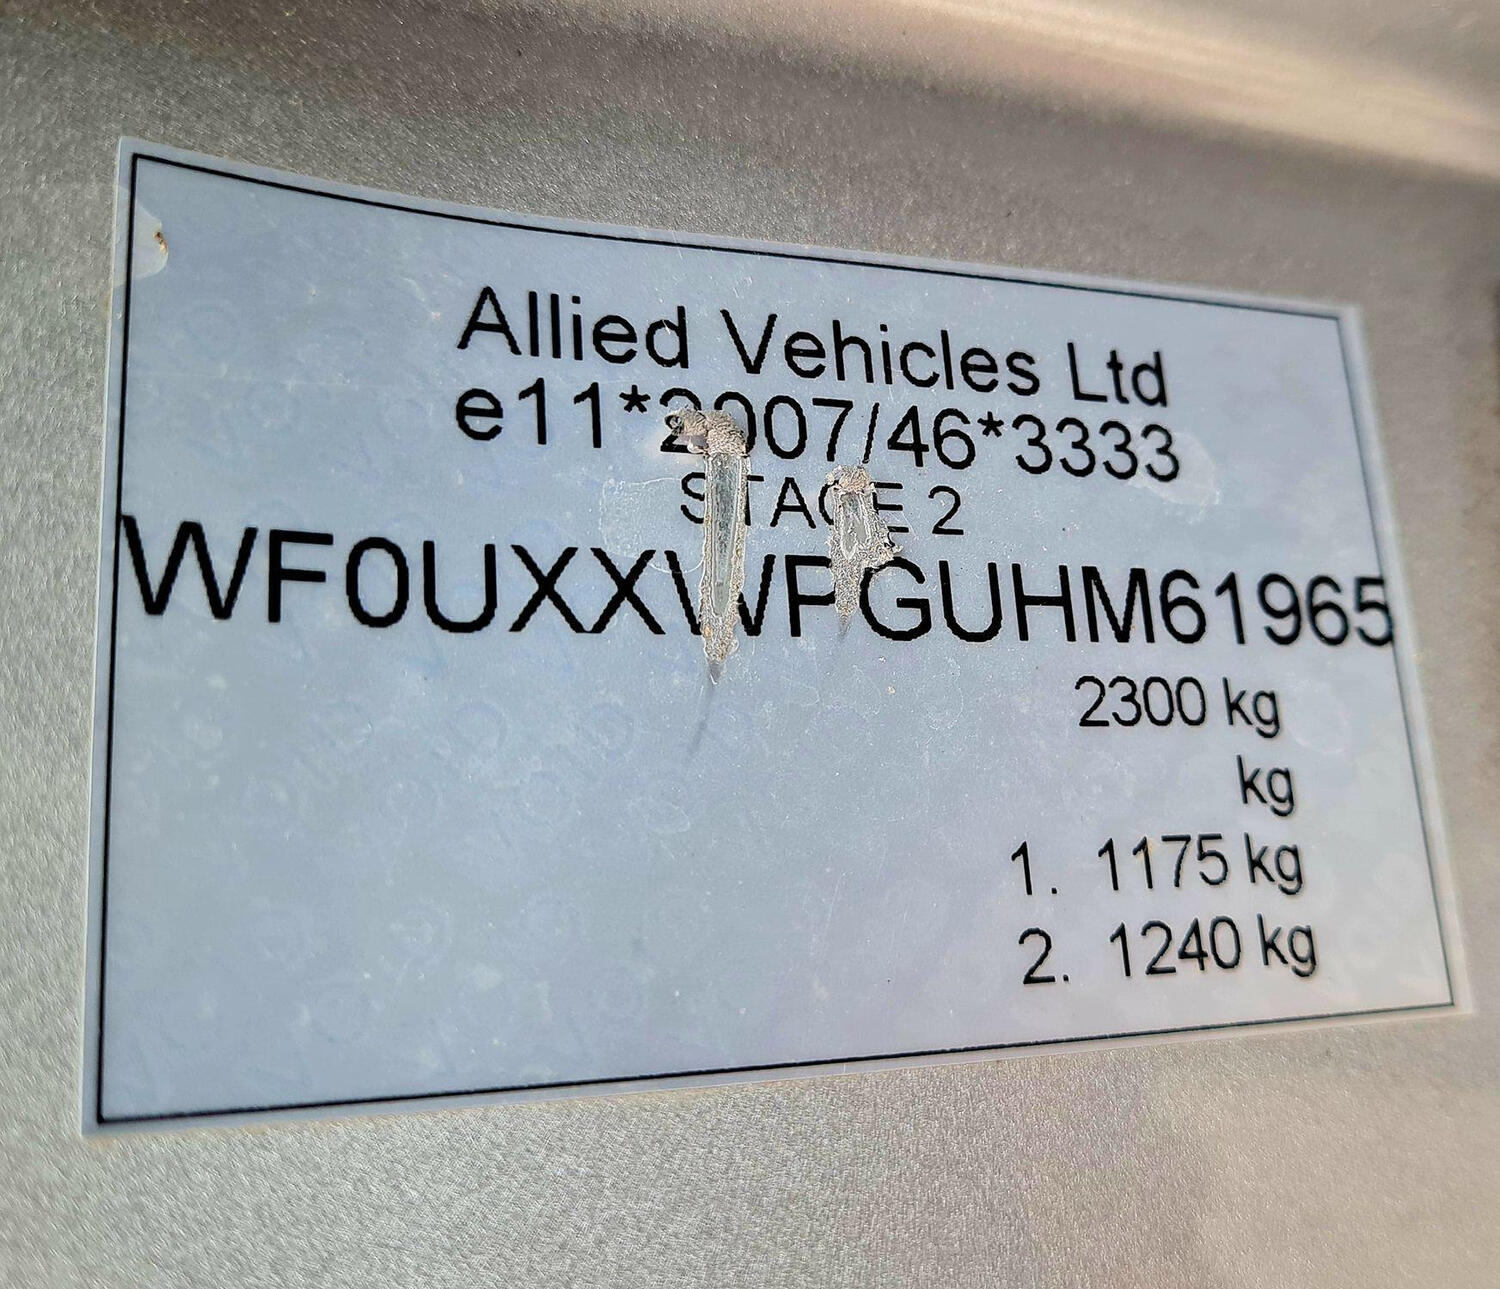 Allied Vehicles Ltd
e11*2007/46*3333
STAGE 2
WF0UXXWPGUHM61965
2300 kg
kg
1. 1175 kg
2. 1240 kg